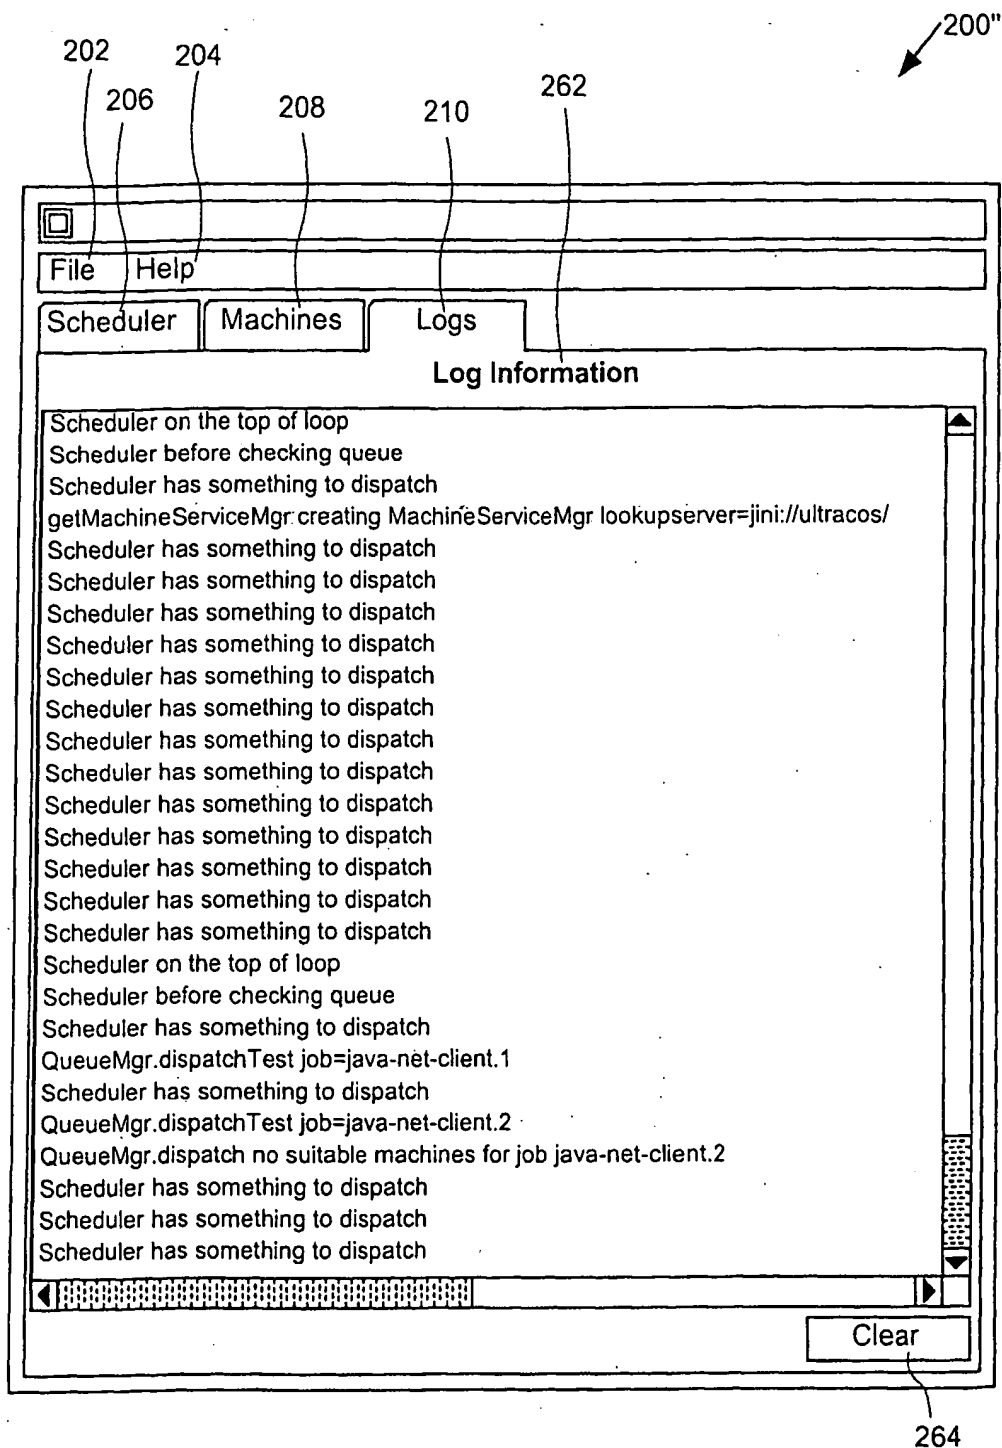 200"
202
204
206
208
210
262
File Help
Scheduler Machines Logs
Log Information
Scheduler on the top of loop
Scheduler before checking queue
Scheduler has something to dispatch
getMachineServiceMgr:creating MachineServiceMgr lookupserver=jini://ultracos/
Scheduler has something to dispatch
Scheduler has something to dispatch
Scheduler has something to dispatch
Scheduler has something to dispatch
Scheduler has something to dispatch
Scheduler has something to dispatch
Scheduler has something to dispatch
Scheduler has something to dispatch
Scheduler has something to dispatch
Scheduler has something to dispatch
Scheduler has something to dispatch
Scheduler has something to dispatch
Scheduler has something to dispatch
Scheduler on the top of loop
Scheduler before checking queue
Scheduler has something to dispatch
QueueMgr.dispatchTest job=java-net-client.1
Scheduler has something to dispatch
QueueMgr.dispatchTest job=java-net-client.2
QueueMgr.dispatch no suitable machines for job java-net-client.2
Scheduler has something to dispatch
Scheduler has something to dispatch
Scheduler has something to dispatch
Clear
264